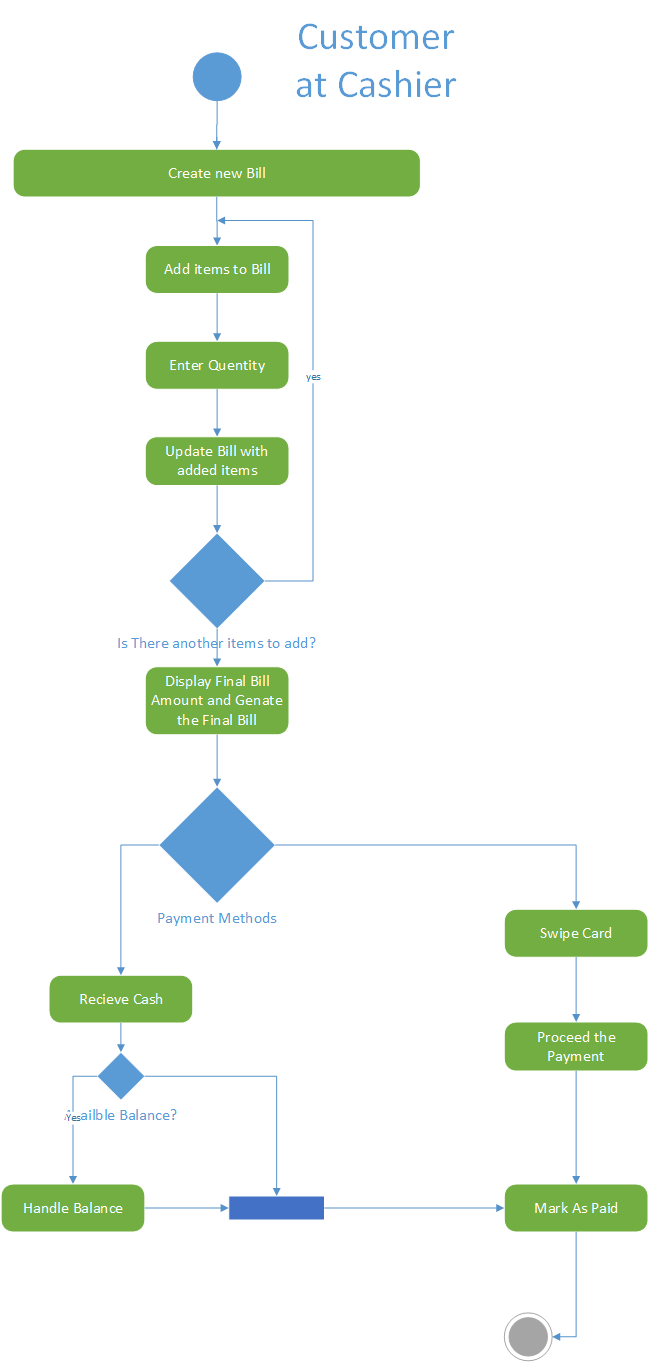 Customer
at Cashier
Create new Bill
Add items to Bill
Enter Quentity
yes
Update Bill with
added items
Is There another items to add?
Display Final Bill
Amount and Genate
the Final Bill
Payment Methods
Swipe Card
Recieve Cash
Proceed the
Payment
Yes
Balance?
Handle Balance
Mark As Paid